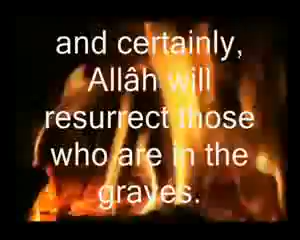 and certainly,
Allâh will
resurrect those
who are in the
graves.